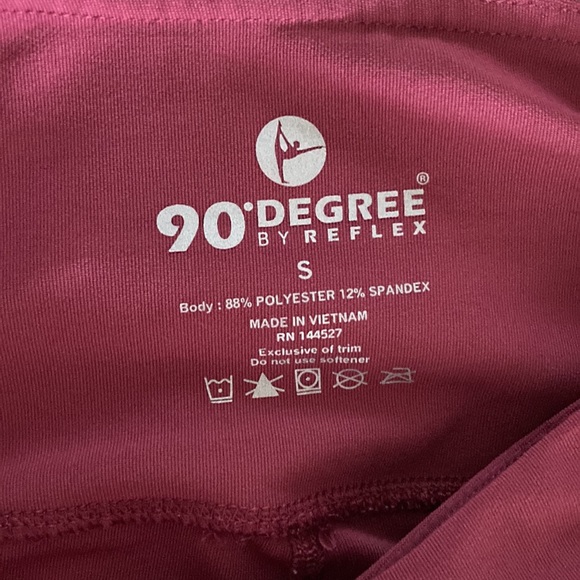 90°DEGREE®
BY REFLEX
S
Body : 88% POLYESTER 12% SPANDEX
MADE IN VIETNAM
RN 144527
Exclusive of trim
Do not use softener